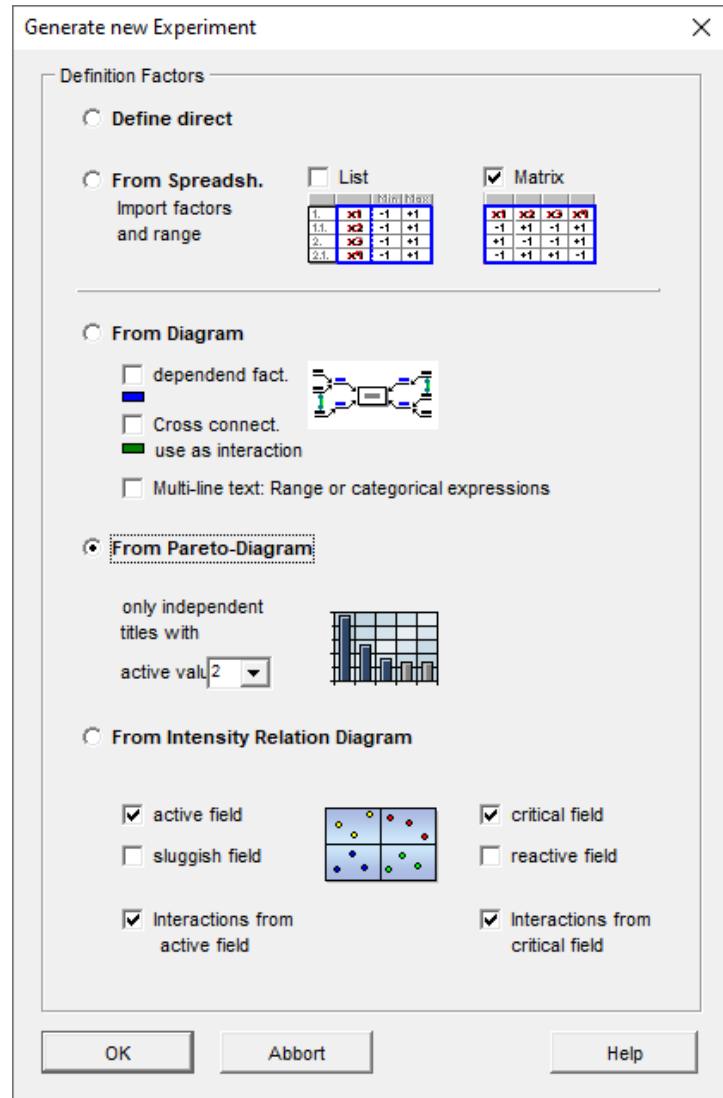 Generate new Experiment
Definition Factors
Define direct
From Spreadsh.
Import factors
and range
List
Min Max
1. x1 -1 +1
1.1. x2 -1 +1
2. x3 -1 +1
2.1. x4 -1 +1
Matrix
x1 x2 x3 x4
-1 +1 -1 +1
+1 -1 -1 +1
-1 +1 +1 -1
From Diagram
dependend fact.
Cross connect.
use as interaction
Multi-line text: Range or categorical expressions
From Pareto-Diagram
only independent
titles with
active valu 2
From Intensity Relation Diagram
active field
critical field
sluggish field
reactive field
Interactions from
active field
Interactions from
critical field
OK
Abbort
Help